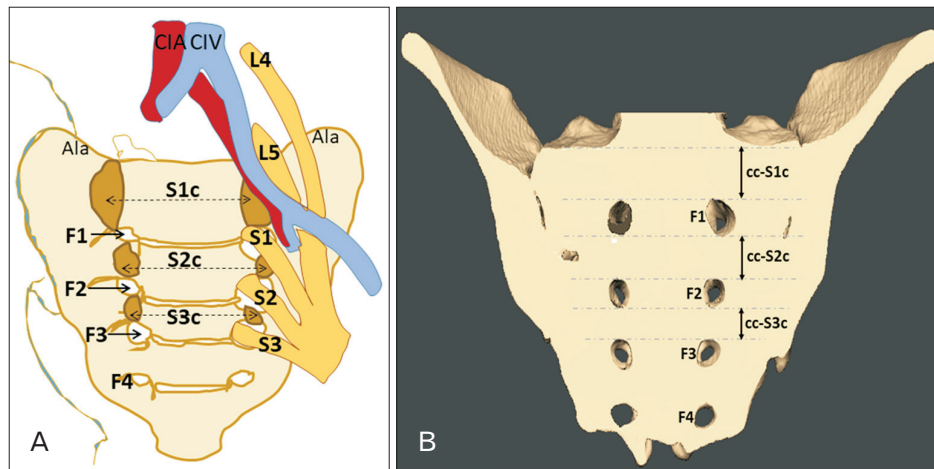 CIA CIV
L4
Ala
L5
Ala
S1c
F1
S1
S2c
F2
S2
S3c
F3
S3
F4
A
cc-S1c
F1
cc-S2c
F2
cc-S3c
F3
F4
B